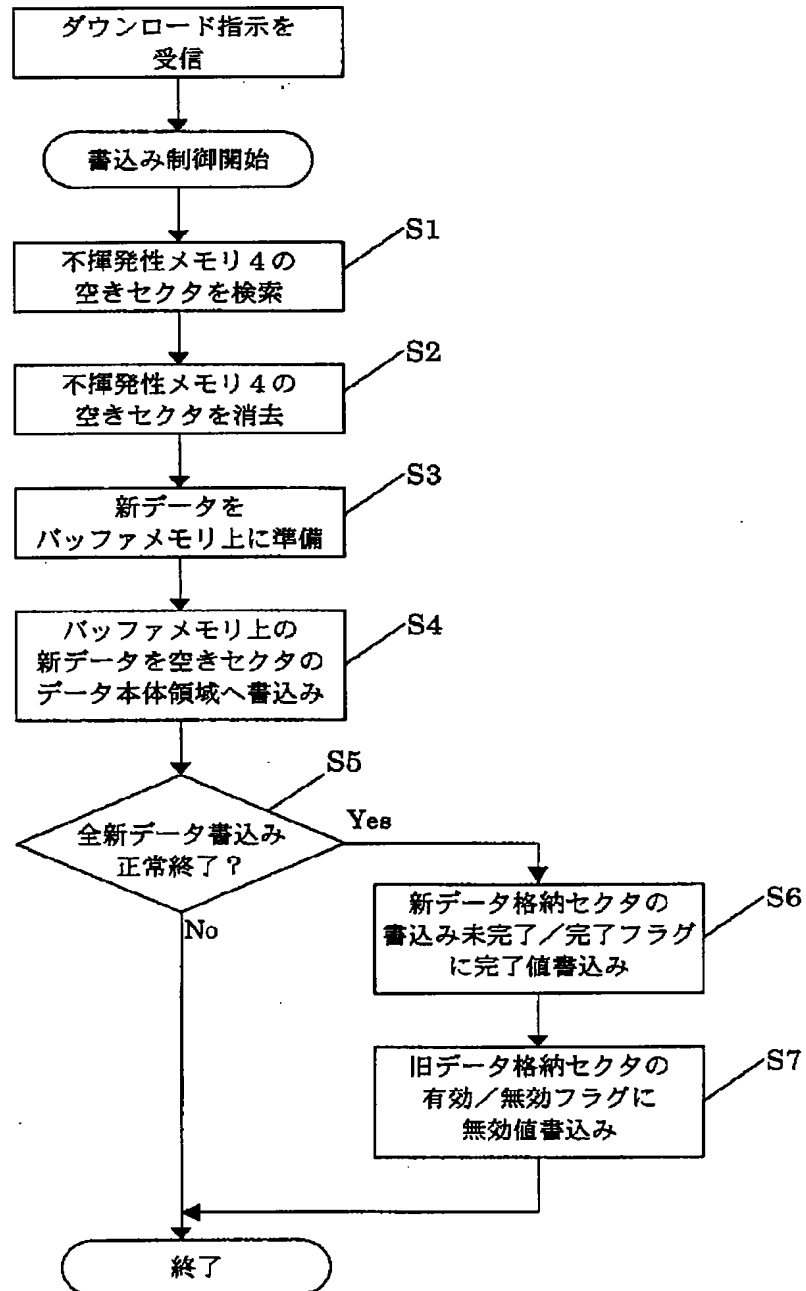 ダウンロード指示を
受信
書込み制御開始
S1
不揮発性メモリ４の
空きセクタを検索
S2
不揮発性メモリ４の
空きセクタを消去
S3
新データを
バッファメモリ上に準備
S4
バッファメモリ上の
新データを空きセクタの
データ本体領域へ書込み
S5
全新データ書込み
正常終了？
Yes
No
S6
新データ格納セクタの
書込み未完了／完了フラグ
に完了値書込み
S7
旧データ格納セクタの
有効／無効フラグに
無効値書込み
終了